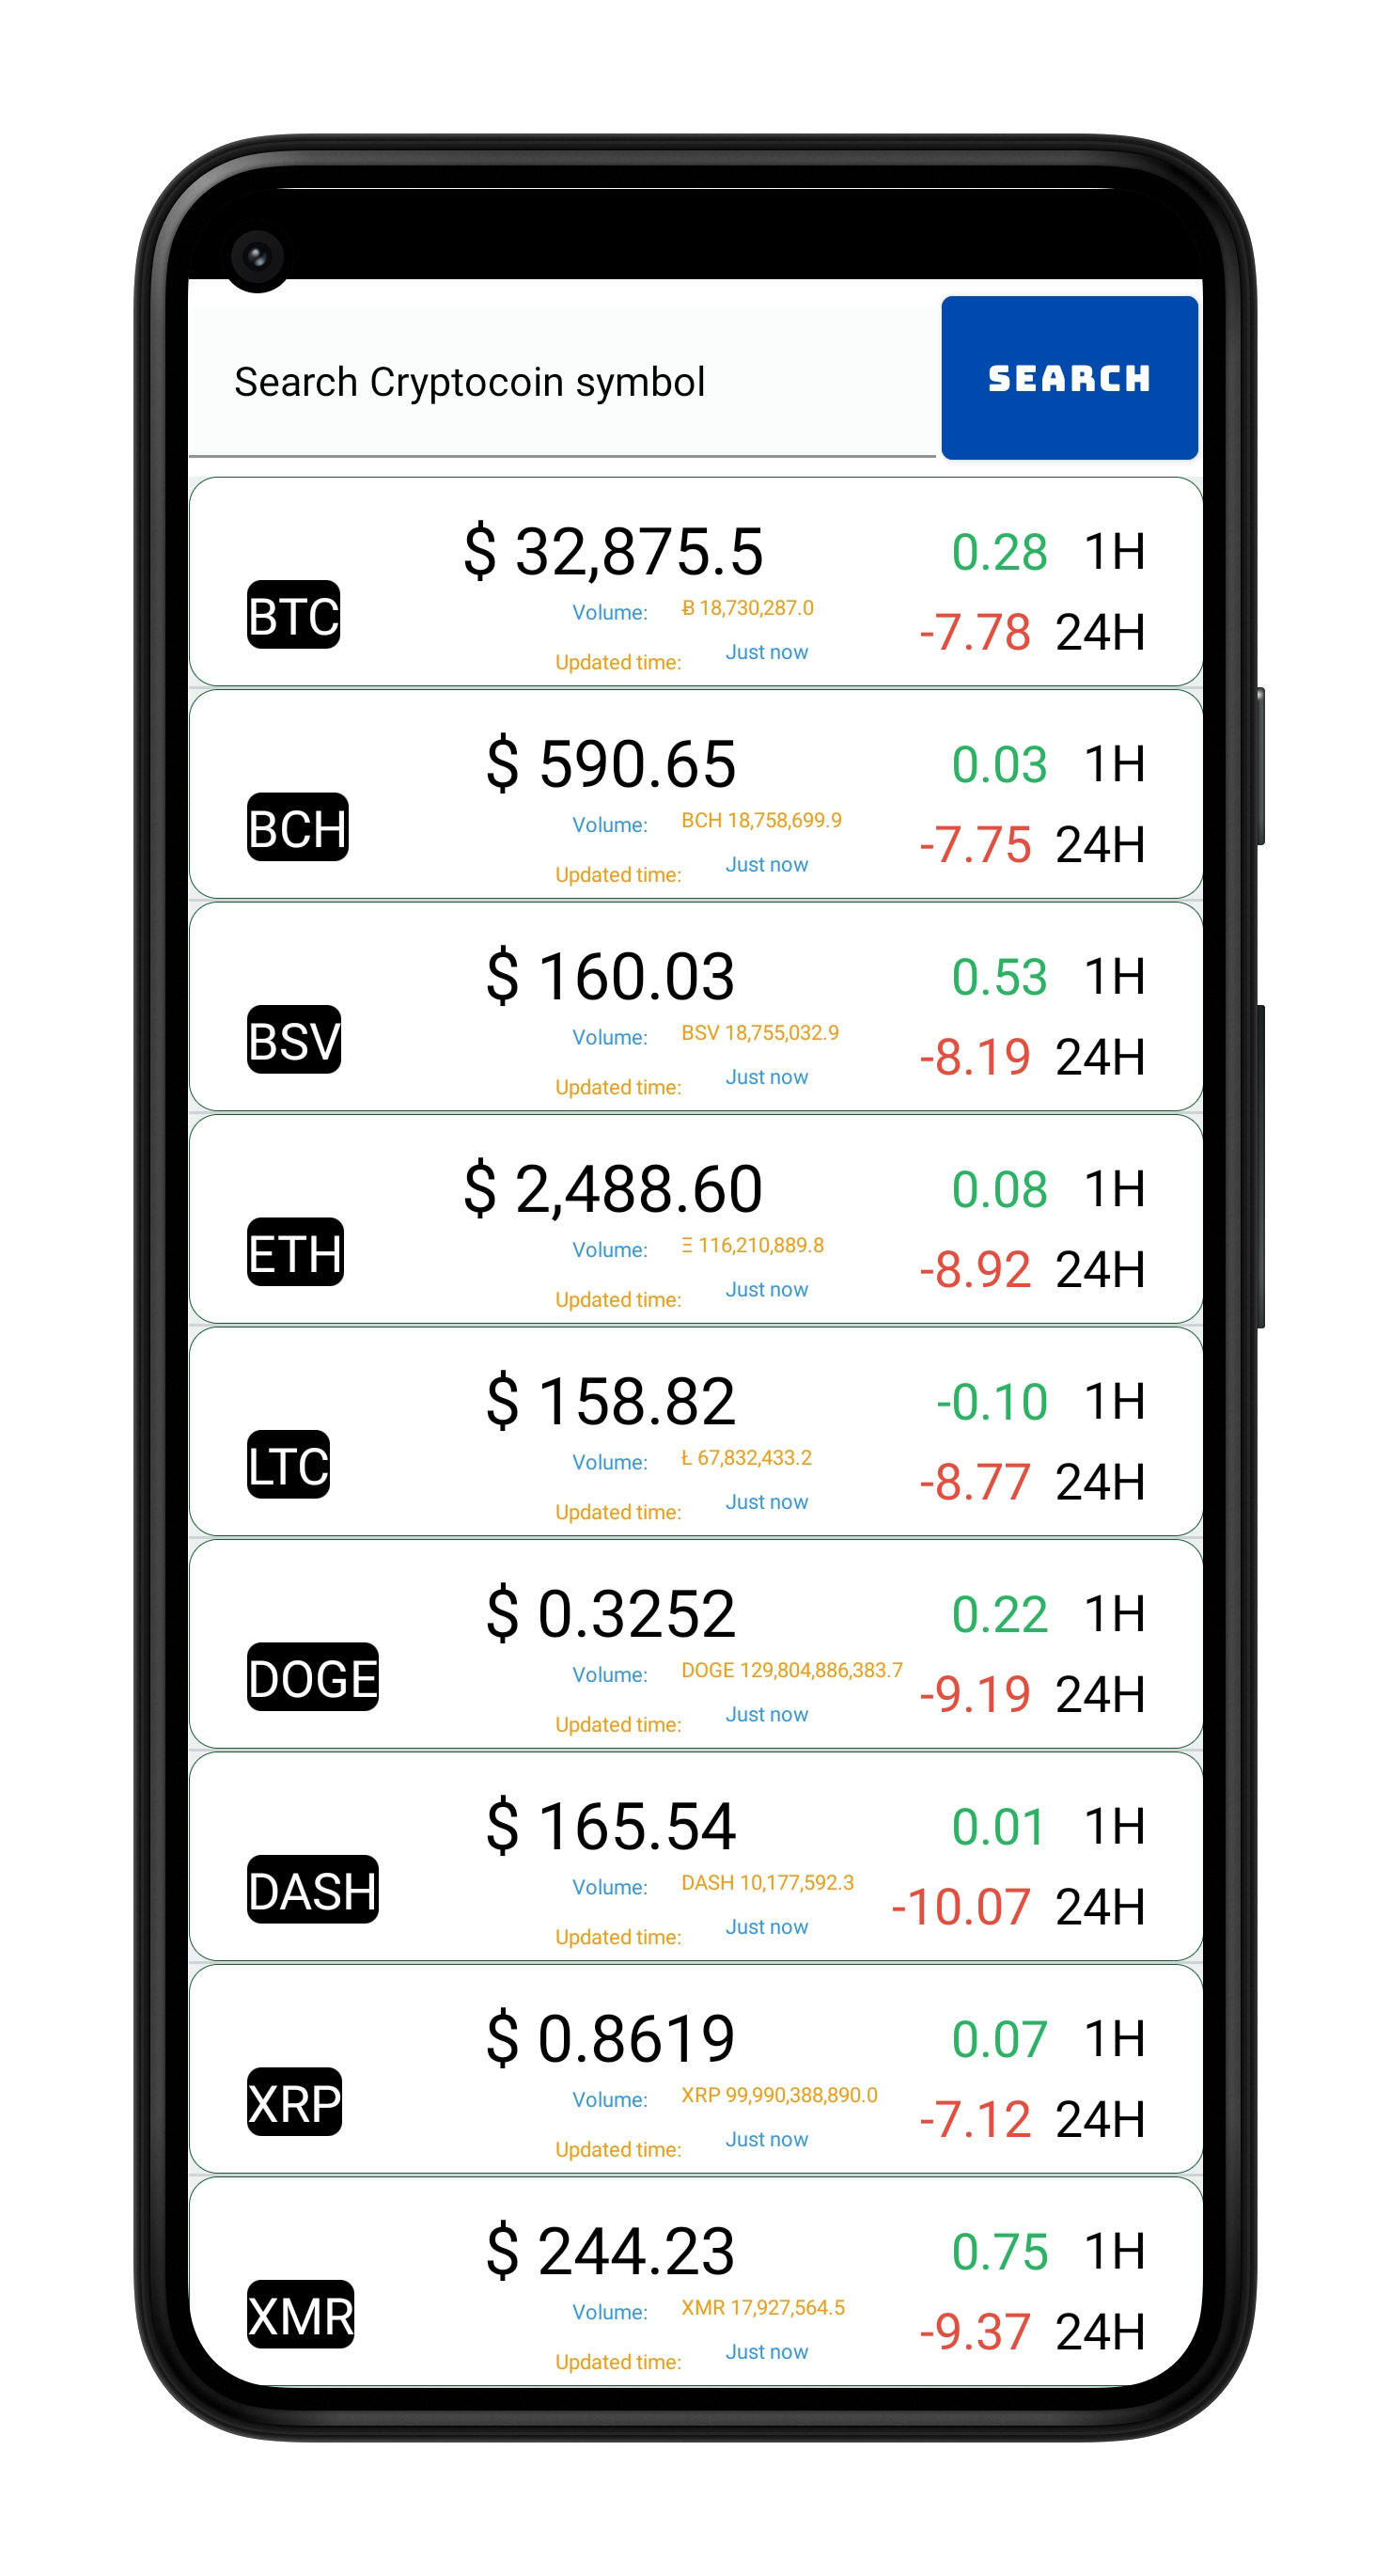 Search Cryptocoin symbol
SEARCH
$ 32,875.5
0.28 1H
BTC
Volume: Ƀ 18,730,287.0
-7.78 24H
Updated time: Just now
$ 590.65
0.03 1H
BCH
Volume: BCH 18,758,699.9
-7.75 24H
Updated time: Just now
$ 160.03
0.53 1H
BSV
Volume: BSV 18,755,032.9
-8.19 24H
Updated time: Just now
$ 2,488.60
0.08 1H
ETH
Volume: Ξ 116,210,889.8
-8.92 24H
Updated time: Just now
$ 158.82
-0.10 1H
LTC
Volume: Ł 67,832,433.2
-8.77 24H
Updated time: Just now
$ 0.3252
0.22 1H
DOGE
Volume: DOGE 129,804,886,383.7
-9.19 24H
Updated time: Just now
$ 165.54
0.01 1H
DASH
Volume: DASH 10,177,592.3
-10.07 24H
Updated time: Just now
$ 0.8619
0.07 1H
XRP
Volume: XRP 99,990,388,890.0
-7.12 24H
Updated time: Just now
$ 244.23
0.75 1H
XMR
Volume: XMR 17,927,564.5
-9.37 24H
Updated time: Just now